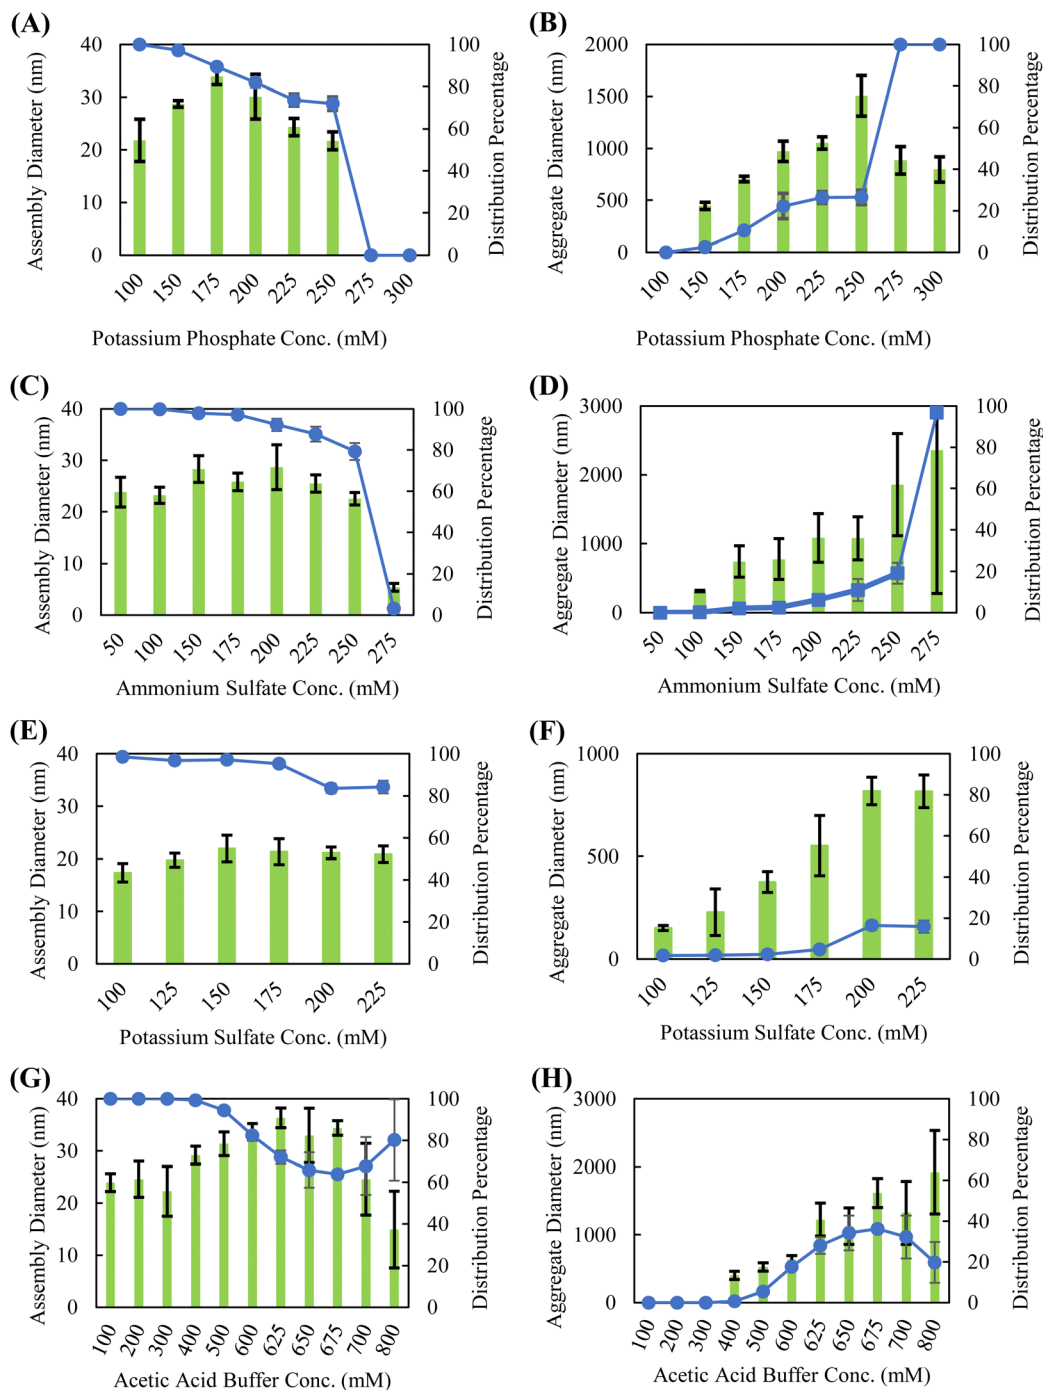 (A)
40
30
20
10
0
100
80
60
40
20
0
Assembly Diameter (nm)
Distribution Percentage
100 150 175 200 225 250 275 300
Potassium Phosphate Conc. (mM)
(B)
2000
1500
1000
500
0
100
80
60
40
20
0
Aggregate Diameter (nm)
Distribution Percentage
100 150 175 200 225 250 275 300
Potassium Phosphate Conc. (mM)
(C)
40
30
20
10
0
100
80
60
40
20
0
Assembly Diameter (nm)
Distribution Percentage
50 100 150 175 200 225 250 275
Ammonium Sulfate Conc. (mM)
(D)
3000
2000
1000
0
100
80
60
40
20
0
Aggregate Diameter (nm)
Distribution Percentage
50 100 150 175 200 225 250 275
Ammonium Sulfate Conc. (mM)
(E)
40
30
20
10
0
100
80
60
40
20
0
Assembly Diameter (nm)
Distribution Percentage
100 125 150 175 200 225
Potassium Sulfate Conc. (mM)
(F)
1000
500
0
100
80
60
40
20
0
Aggregate Diameter (nm)
Distribution Percentage
100 125 150 175 200 225
Potassium Sulfate Conc. (mM)
(G)
40
30
20
10
0
100
80
60
40
20
0
Assembly Diameter (nm)
Distribution Percentage
100 200 300 400 500 600 625 650 675 700 800
Acetic Acid Buffer Conc. (mM)
(H)
3000
2000
1000
0
100
80
60
40
20
0
Aggregate Diameter (nm)
Distribution Percentage
100 200 300 400 500 600 625 650 675 700 800
Acetic Acid Buffer Conc. (mM)